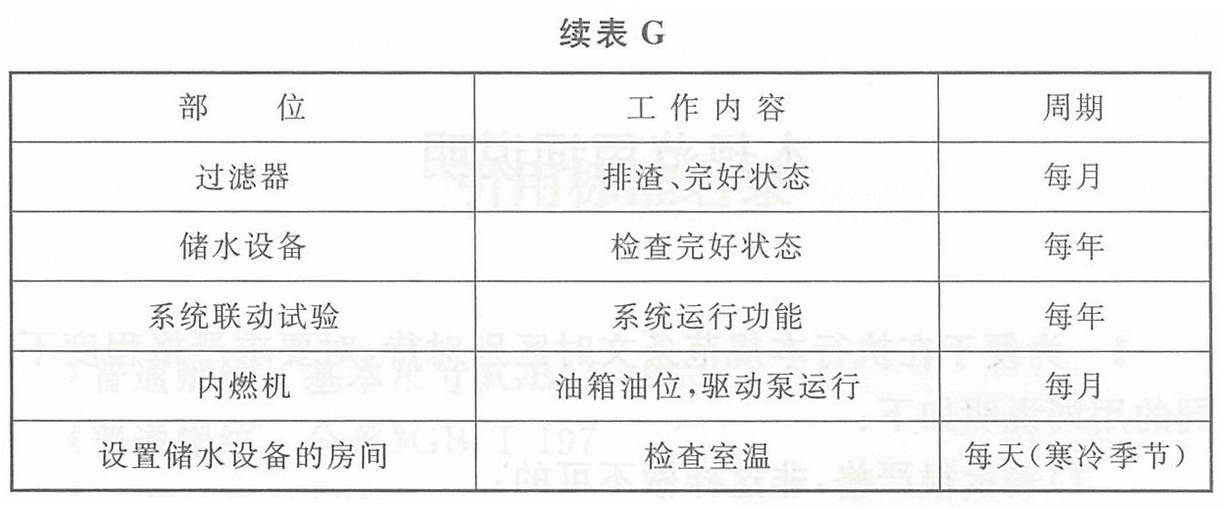 续表 G
部 位 工作内容 周期
过滤器 排渣、完好状态 每月
储水设备 检查完好状态 每年
系统联动试验 系统运行功能 每年
内燃机 油箱油位,驱动泵运行 每月
设置储水设备的房间 检查室温 每天(寒冷季节)